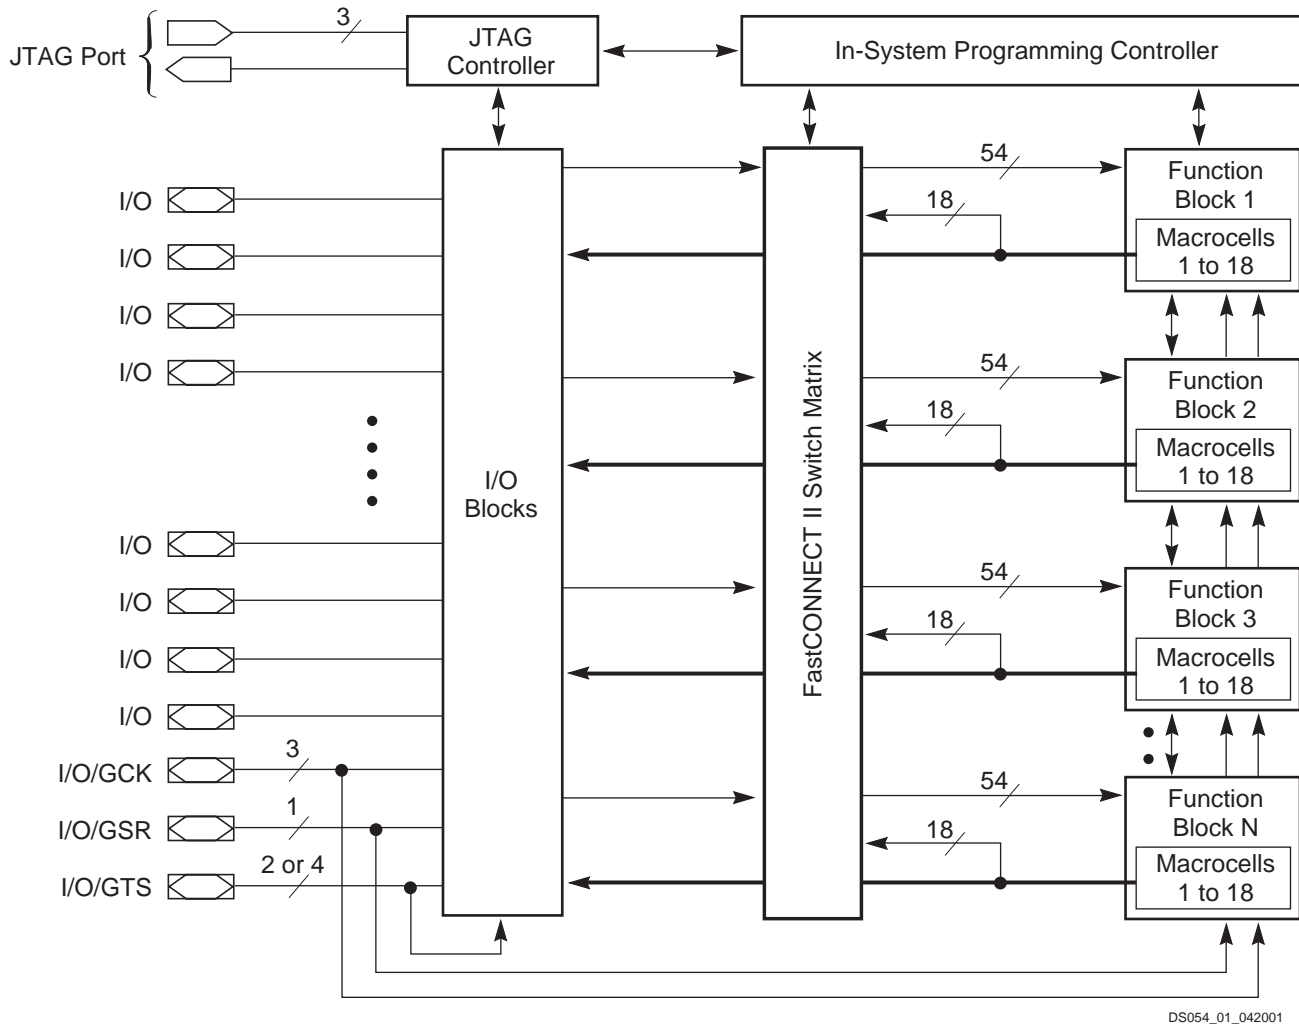 3
JTAG Port
JTAG
Controller
In-System Programming Controller
I/O
I/O
I/O
I/O
I/O
I/O
I/O
I/O
I/O/GCK
3
I/O/GSR
1
I/O/GTS
2 or 4
I/O
Blocks
FastCONNECT II Switch Matrix
54
18
Function
Block 1
Macrocells
1 to 18
54
18
Function
Block 2
Macrocells
1 to 18
54
18
Function
Block 3
Macrocells
1 to 18
54
18
Function
Block N
Macrocells
1 to 18
DS054_01_042001